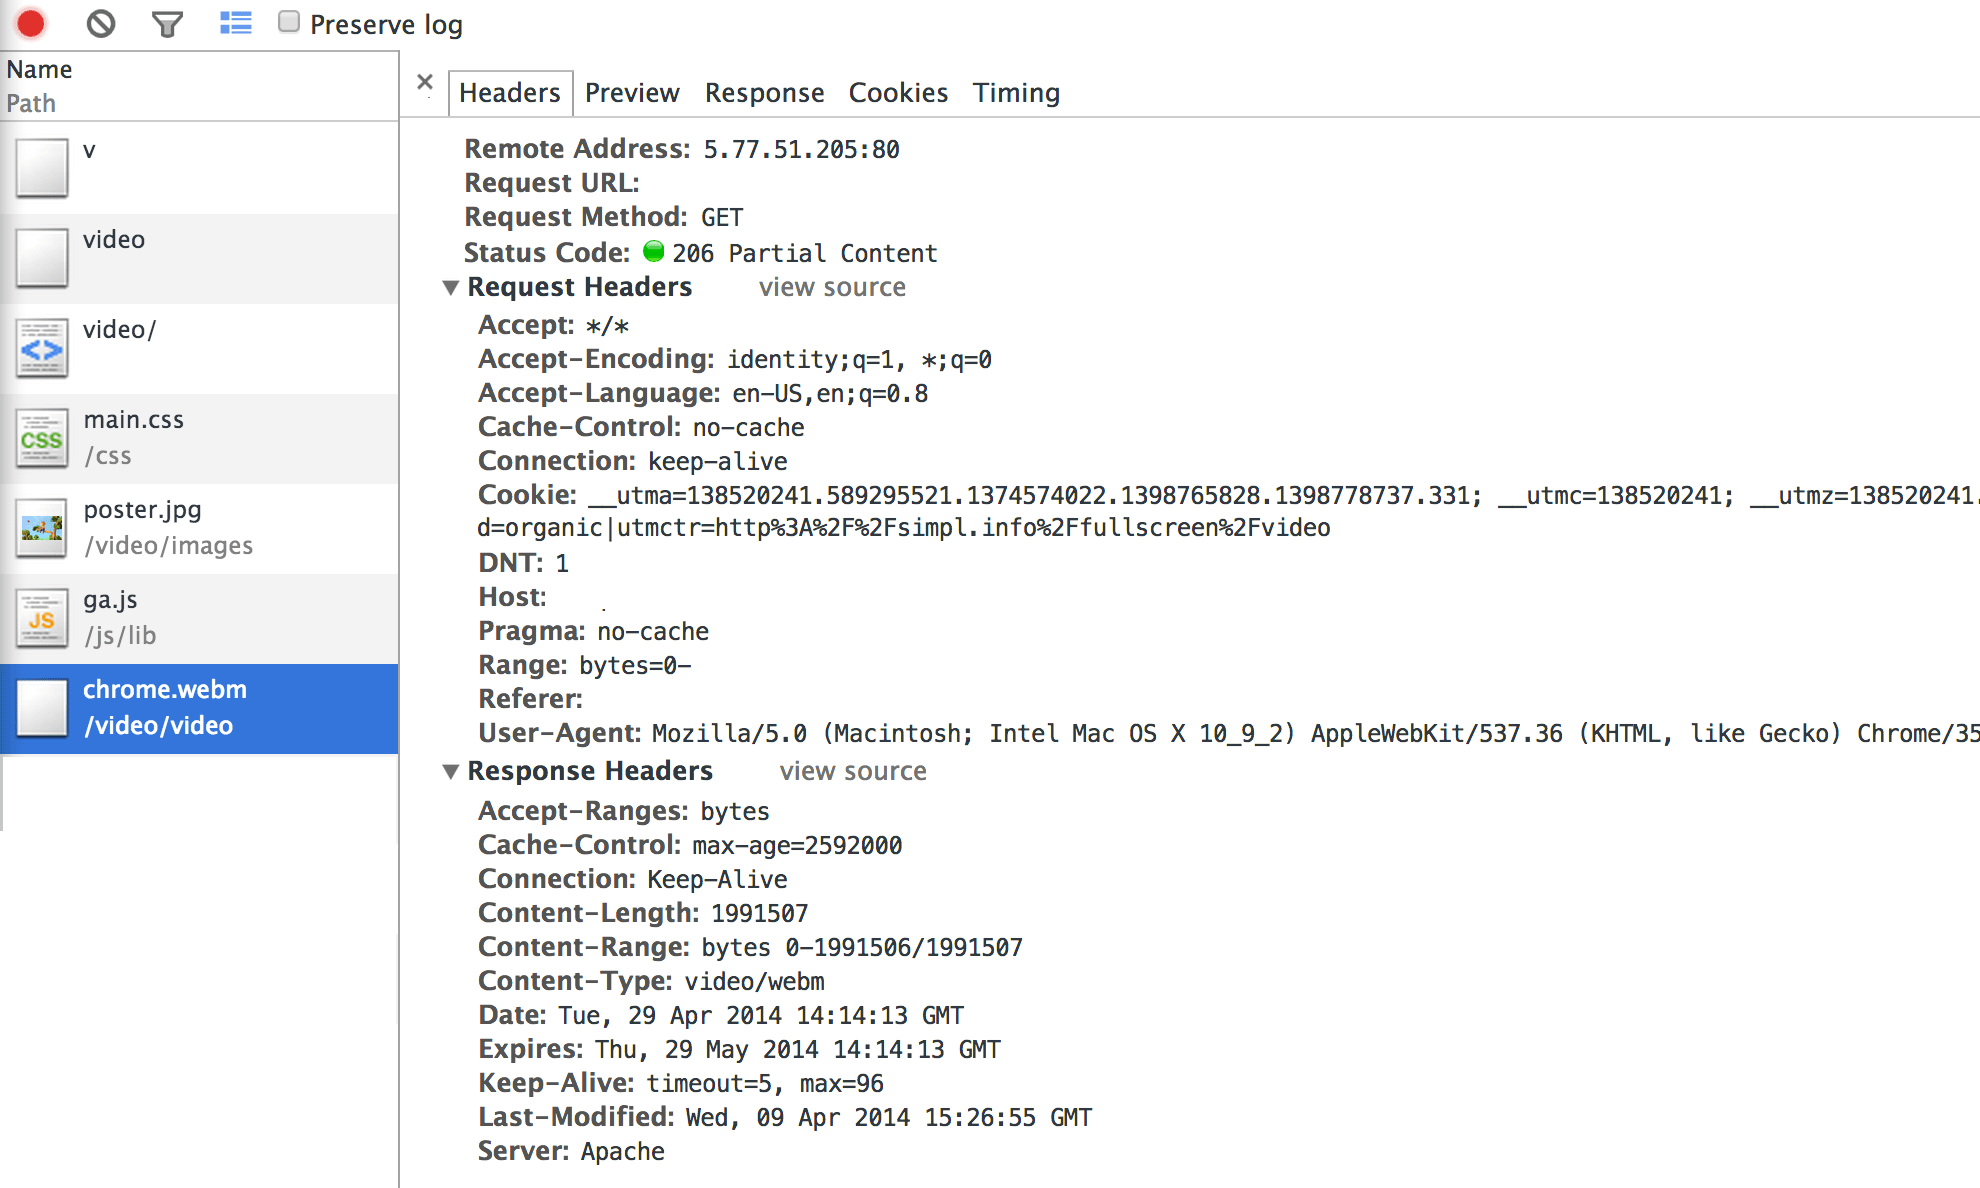 Preserve log
Name
Path
v
video
video/
main.css
/css
poster.jpg
/video/images
ga.js
/js/lib
chrome.webm
/video/video
Headers Preview Response Cookies Timing
Remote Address: 5.77.51.205:80
Request URL:
Request Method: GET
Status Code: 206 Partial Content
Request Headers view source
Accept: */*
Accept-Encoding: identity;q=1, *;q=0
Accept-Language: en-US,en;q=0.8
Cache-Control: no-cache
Connection: keep-alive
Cookie: __utma=138520241.589295521.1374574022.1398765828.1398778737.331; __utmc=138520241; __utmz=138520241.
d=organic|utmctr=http%3A%2F%2Fsimpl.info%2Ffullscreen%2Fvideo
DNT: 1
Host:
Pragma: no-cache
Range: bytes=0-
Referer:
User-Agent: Mozilla/5.0 (Macintosh; Intel Mac OS X 10_9_2) AppleWebKit/537.36 (KHTML, like Gecko) Chrome/35
Response Headers view source
Accept-Ranges: bytes
Cache-Control: max-age=2592000
Connection: Keep-Alive
Content-Length: 1991507
Content-Range: bytes 0-1991506/1991507
Content-Type: video/webm
Date: Tue, 29 Apr 2014 14:14:13 GMT
Expires: Thu, 29 May 2014 14:14:13 GMT
Keep-Alive: timeout=5, max=96
Last-Modified: Wed, 09 Apr 2014 15:26:55 GMT
Server: Apache